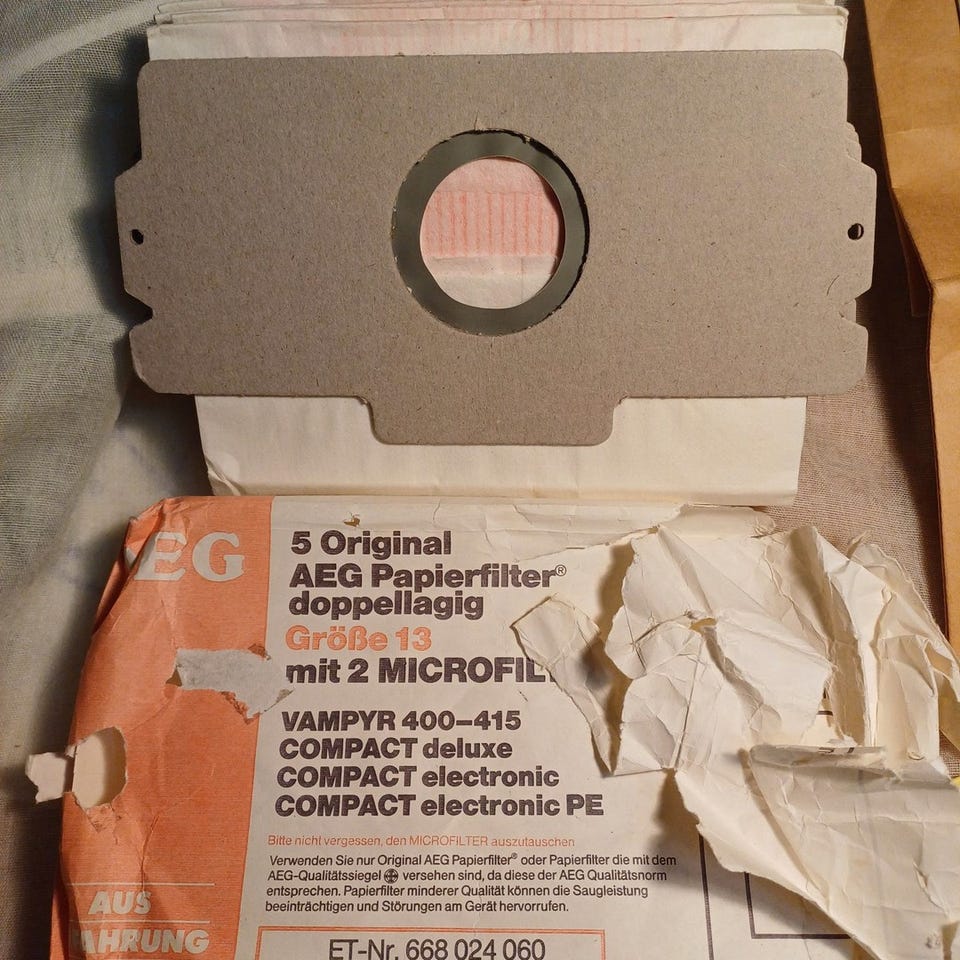 EG
5 Original
AEG Papierfilter®
doppellagig
Größe 13
mit 2 MICROFIL
VAMPYR 400–415
COMPACT deluxe
COMPACT electronic
COMPACT electronic PE
Bitte nicht vergessen, den MICROFILTER auszutauschen
Verwenden Sie nur Original AEG Papierfilter® oder Papierfilter die mit dem
AEG-Qualitätssiegel versehen sind, da diese der AEG Qualitätsnorm
entsprechen. Papierfilter minderer Qualität können die Saugleistung
beeinträchtigen und Störungen am Gerät hervorrufen.
AUS
FAHRUNG
ET-Nr. 668 024 060